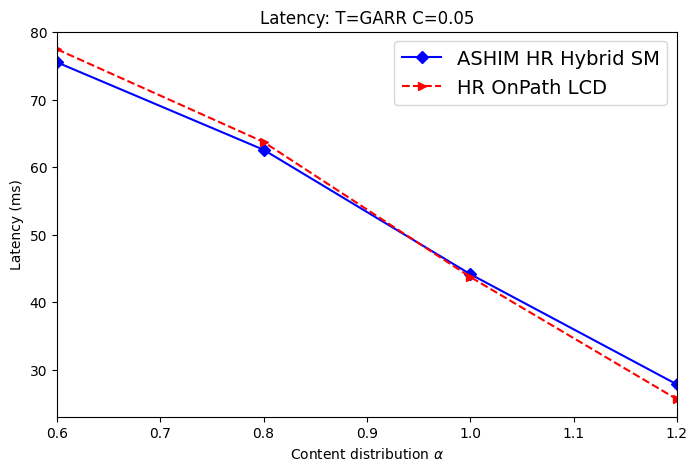 Latency: T=GARR C=0.05
ASHIM HR Hybrid SM
HR OnPath LCD
Latency (ms)
80
70
60
50
40
30
0.6 0.7 0.8 0.9 1.0 1.1 1.2
Content distribution α